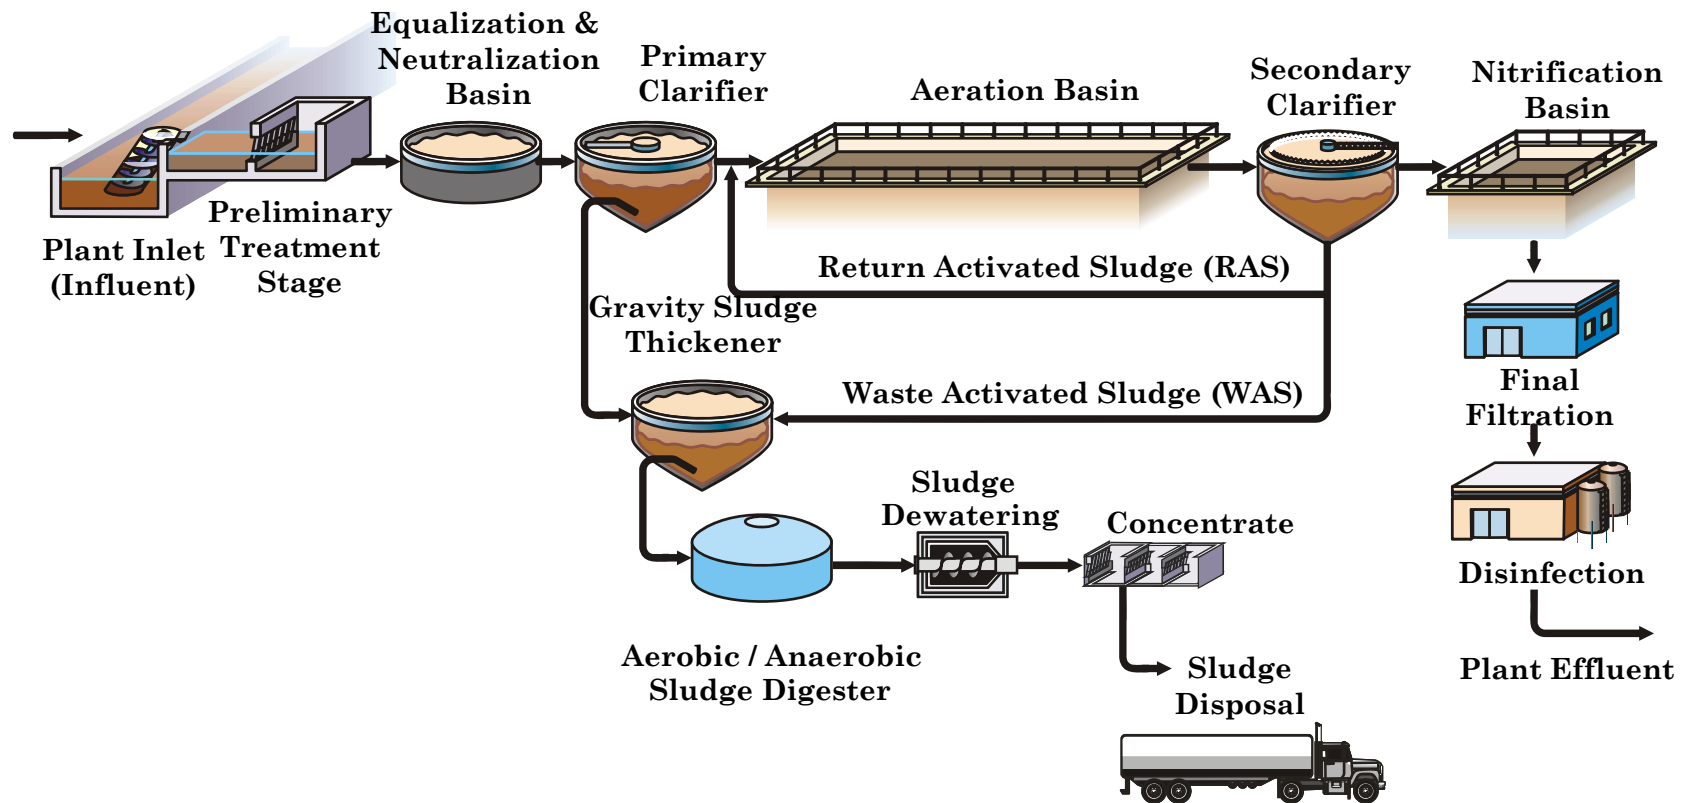 Equalization &
Neutralization
Basin
Primary
Clarifier
Aeration Basin
Secondary
Clarifier
Nitrification
Basin
Preliminary
Treatment
Stage
Plant Inlet
(Influent)
Return Activated Sludge (RAS)
Gravity Sludge
Thickener
Waste Activated Sludge (WAS)
Final
Filtration
Sludge
Dewatering
Concentrate
Disinfection
Aerobic / Anaerobic
Sludge Digester
Sludge
Disposal
Plant Effluent